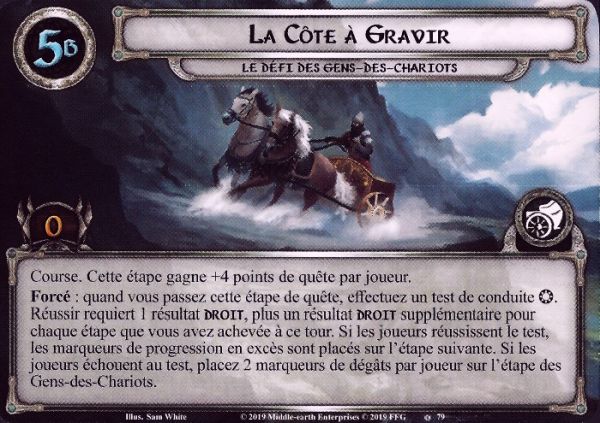 5B
La Côte à Gravir
Le Défi des Gens-des-Chariots
0
Course. Cette étape gagne +4 points de quête par joueur.
Forcé : quand vous passez cette étape de quête, effectuez un test de conduite.
Réussir requiert 1 résultat DROIT, plus un résultat DROIT supplémentaire pour
chaque étape que vous avez achevée à ce tour. Si les joueurs réussissent le test,
les marqueurs de progression en excès sont placés sur l'étape suivante. Si les
joueurs échouent au test, placez 2 marqueurs de dégâts par joueur sur l'étape des
Gens-des-Chariots.
Illus. Sam White © 2019 Middle-earth Enterprises © 2019 FFG 79